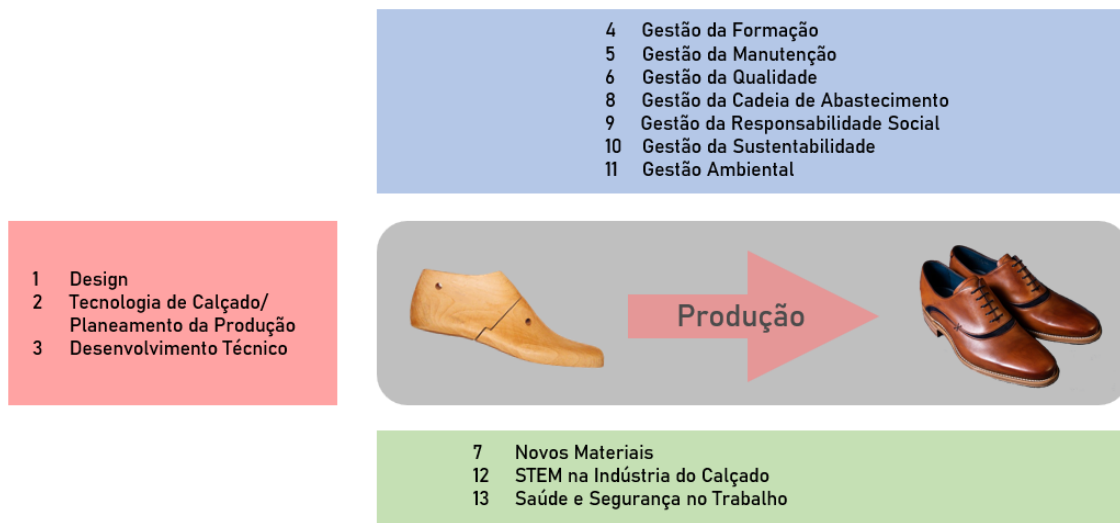 4 Gestão da Formação
5 Gestão da Manutenção
6 Gestão da Qualidade
8 Gestão da Cadeia de Abastecimento
9 Gestão da Responsabilidade Social
10 Gestão da Sustentabilidade
11 Gestão Ambiental
1 Design
2 Tecnologia de Calçado/
Planeamento da Produção
3 Desenvolvimento Técnico
Produção
7 Novos Materiais
12 STEM na Indústria do Calçado
13 Saúde e Segurança no Trabalho